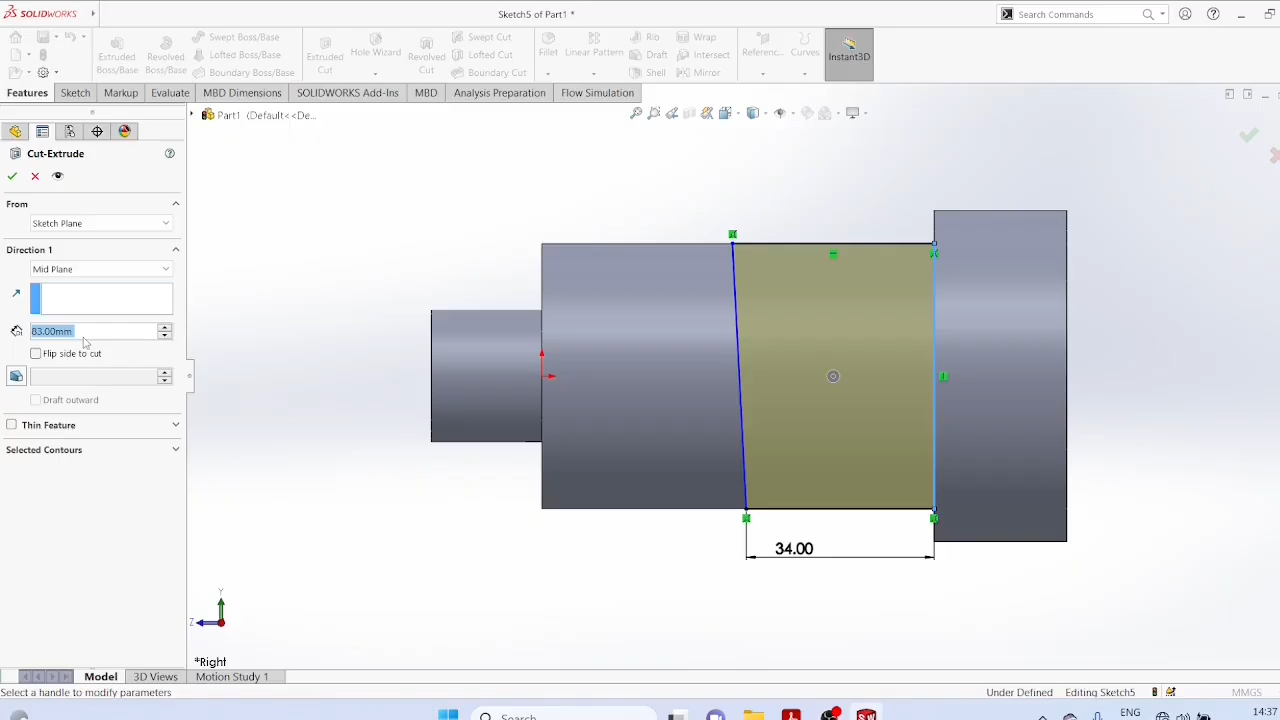 SOLIDWORKS
Sketch5 of Part1 *
Search Commands
Extruded Boss/Base
Revolved Boss/Base
Swept Boss/Base
Lofted Boss/Base
Boundary Boss/Base
Extruded Cut
Hole Wizard
Revolved Cut
Swept Cut
Lofted Cut
Boundary Cut
Fillet
Linear Pattern
Rib
Draft
Shell
Wrap
Intersect
Mirror
Referenc...
Curves
Instant3D
Features
Sketch
Markup
Evaluate
MBD Dimensions
SOLIDWORKS Add-Ins
MBD
Analysis Preparation
Flow Simulation
Part1 (Default<<De...
Cut-Extrude
From
Sketch Plane
Direction 1
Mid Plane
83.00mm
Flip side to cut
Draft outward
Thin Feature
Selected Contours
34.00
Y
Z
*Right
Model
3D Views
Motion Study 1
Select a handle to modify parameters
Under Defined
Editing Sketch5
MMGS
Search
ENG
14:37